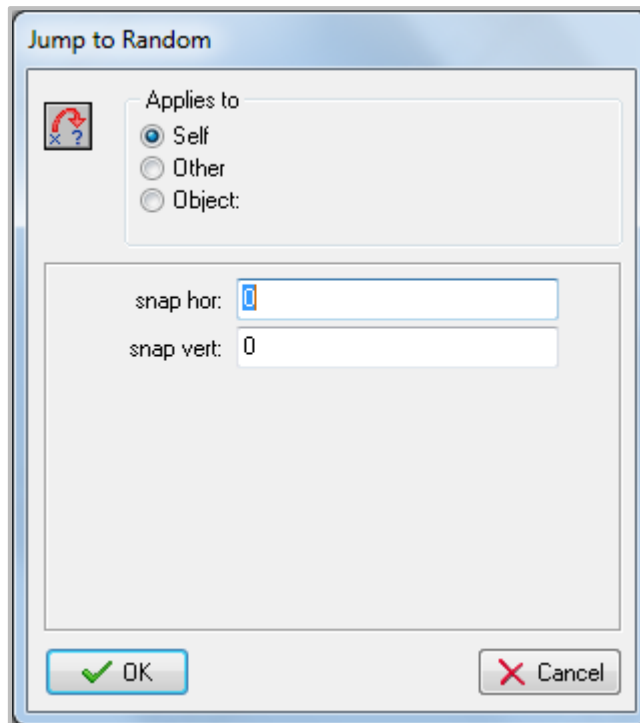 Jump to Random
Applies to
Self
Other
Object:
x ?
snap hor: 0
snap vert: 0
OK
Cancel